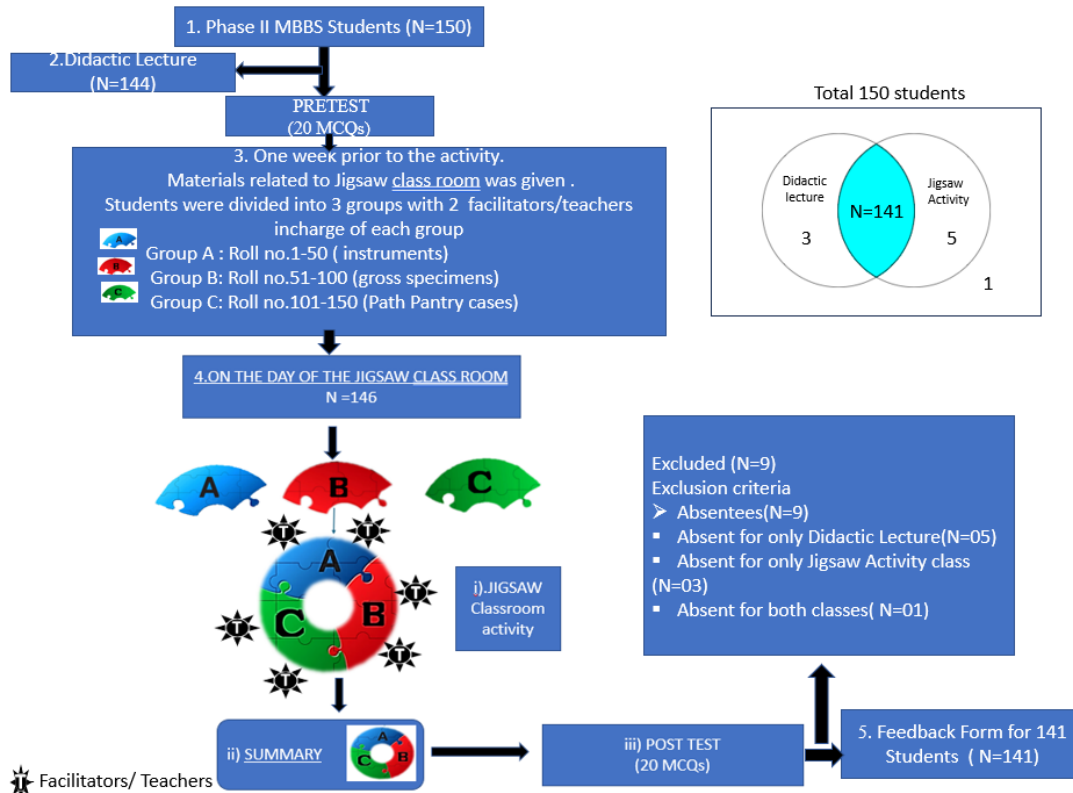 1. Phase II MBBS Students (N=150)
2.Didactic Lecture
(N=144)
PRETEST
(20 MCQs)
3. One week prior to the activity.
Materials related to Jigsaw class room was given .
Students were divided into 3 groups with 2 facilitators/teachers
incharge of each group
A
Group A : Roll no.1-50 ( instruments)
B
Group B: Roll no.51-100 (gross specimens)
C
Group C: Roll no.101-150 (Path Pantry cases)
Total 150 students
Didactic
lecture
3
N=141
Jigsaw
Activity
5
1
4.ON THE DAY OF THE JIGSAW CLASS ROOM
N =146
A
B
C
T
T
A
T
B
T
C
T
T
i).JIGSAW
Classroom
activity
Excluded (N=9)
Exclusion criteria
➢ Absentees(N=9)
▪ Absent for only Didactic Lecture(N=05)
▪ Absent for only Jigsaw Activity class
(N=03)
▪ Absent for both classes( N=01)
ii) SUMMARY
A
B
C
iii) POST TEST
(20 MCQs)
5. Feedback Form for 141
Students ( N=141)
T Facilitators/ Teachers